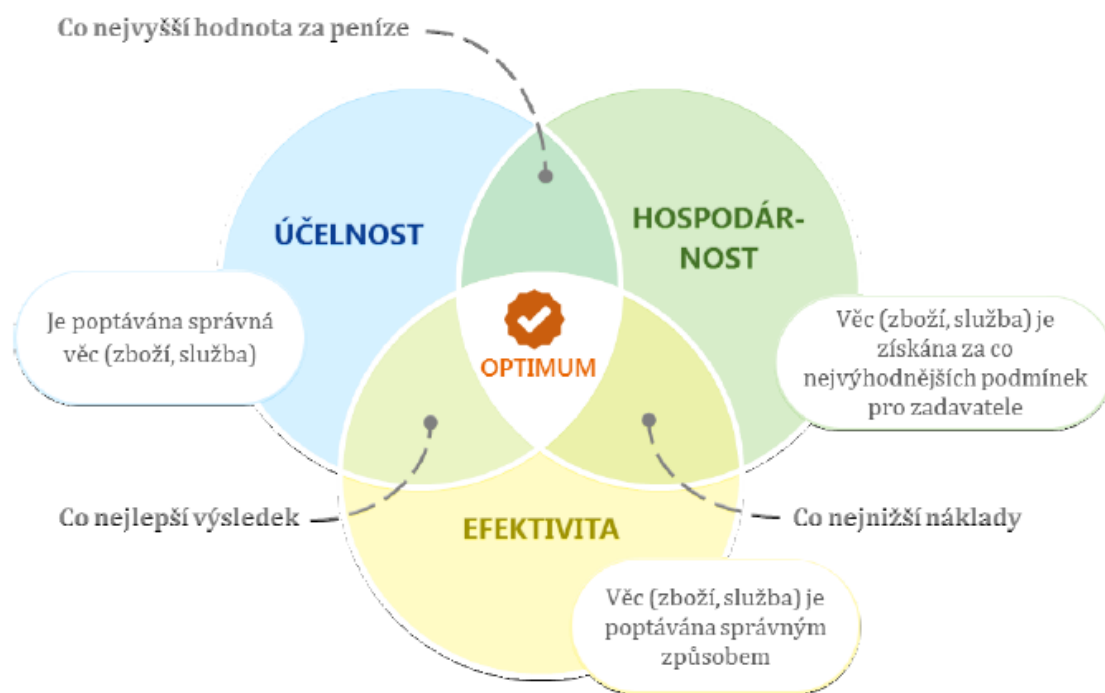 Co nejvyšší hodnota za peníze
ÚČELNOST
HOSPODÁR-
NOST
Je poptávána správná
věc (zboží, služba)
Věc (zboží, služba) je
získána za co
nejvýhodnějších podmínek
pro zadavatele
OPTIMUM
Co nejlepší výsledek
EFEKTIVITA
Co nejnižší náklady
Věc (zboží, služba) je
poptávána správným
způsobem